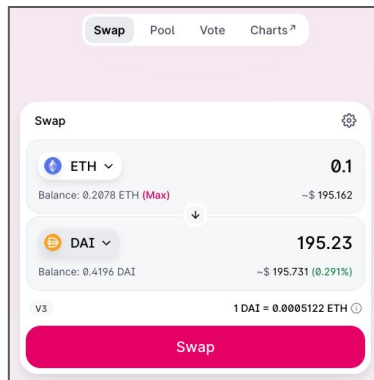 Swap Pool Vote Charts↗
Swap
ETH 0.1
Balance: 0.2078 ETH (Max) ~$ 195.162
DAI 195.23
Balance: 0.4196 DAI ~$ 195.731 (0.291%)
V3 1 DAI = 0.0005122 ETH
Swap